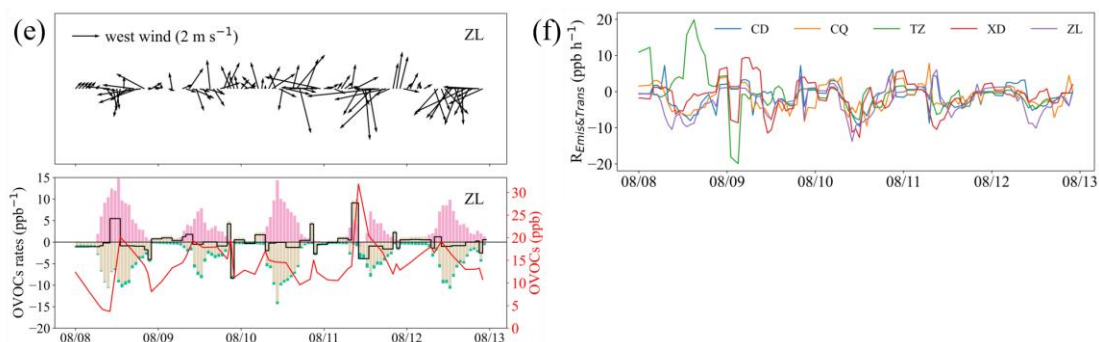 (e)
west wind (2 m s⁻¹)
ZL
ZL
OVOCs rates (ppb⁻¹)
15
10
5
0
−5
−10
−15
−20
OVOCs (ppb)
30
25
20
15
10
5
0
08/08 08/09 08/10 08/11 08/12 08/13
(f)
CD CQ TZ XD ZL
R_Emis&Trans (ppb h⁻¹)
20
10
0
−10
−20
08/08 08/09 08/10 08/11 08/12 08/13